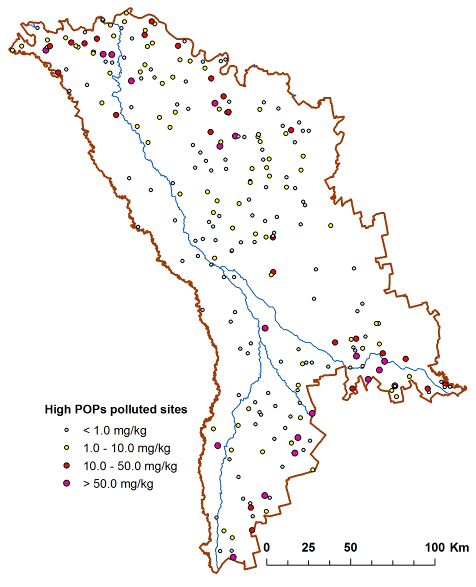 High POPs polluted sites
< 1.0 mg/kg
1.0 - 10.0 mg/kg
10.0 - 50.0 mg/kg
> 50.0 mg/kg
0 25 50 100 Km